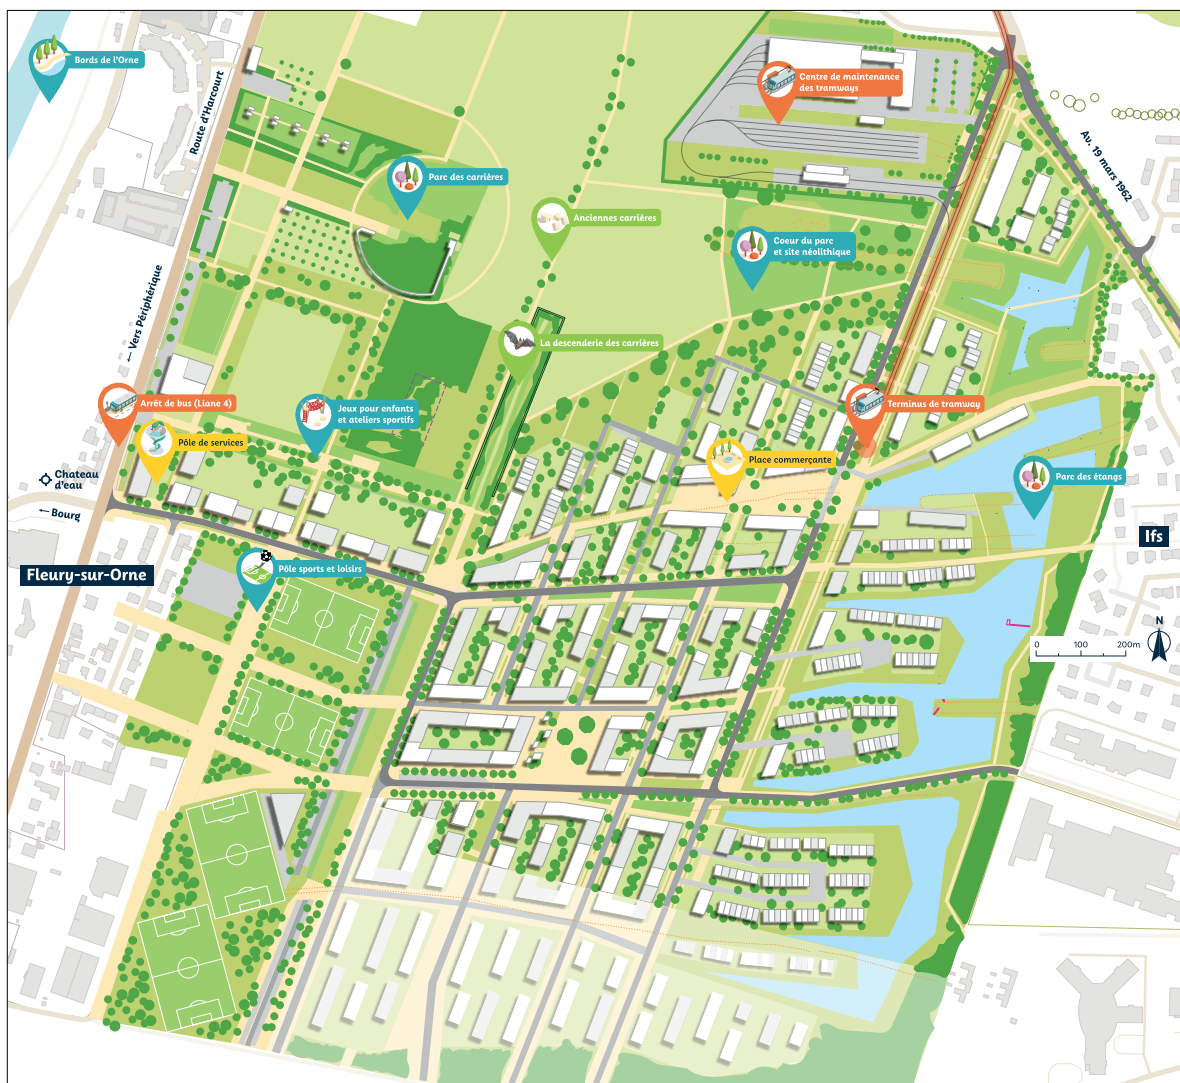 Bords de l'Orne
Route d'Harcourt
Centre de maintenance
des tramways
Av. 19 mars 1962
Parc des carrières
Anciennes carrières
Coeur du parc
et site néolithique
← Vers Périphérique
La descenderie des carrières
Arrêt de bus (Liane 4)
Jeux pour enfants
et ateliers sportifs
Terminus de tramway
Pôle de services
Place commerçante
Chateau
d'eau
Parc des étangs
← Bourg
Ifs
Fleury-sur-Orne
Pôle sports et loisirs
N
0 100 200m